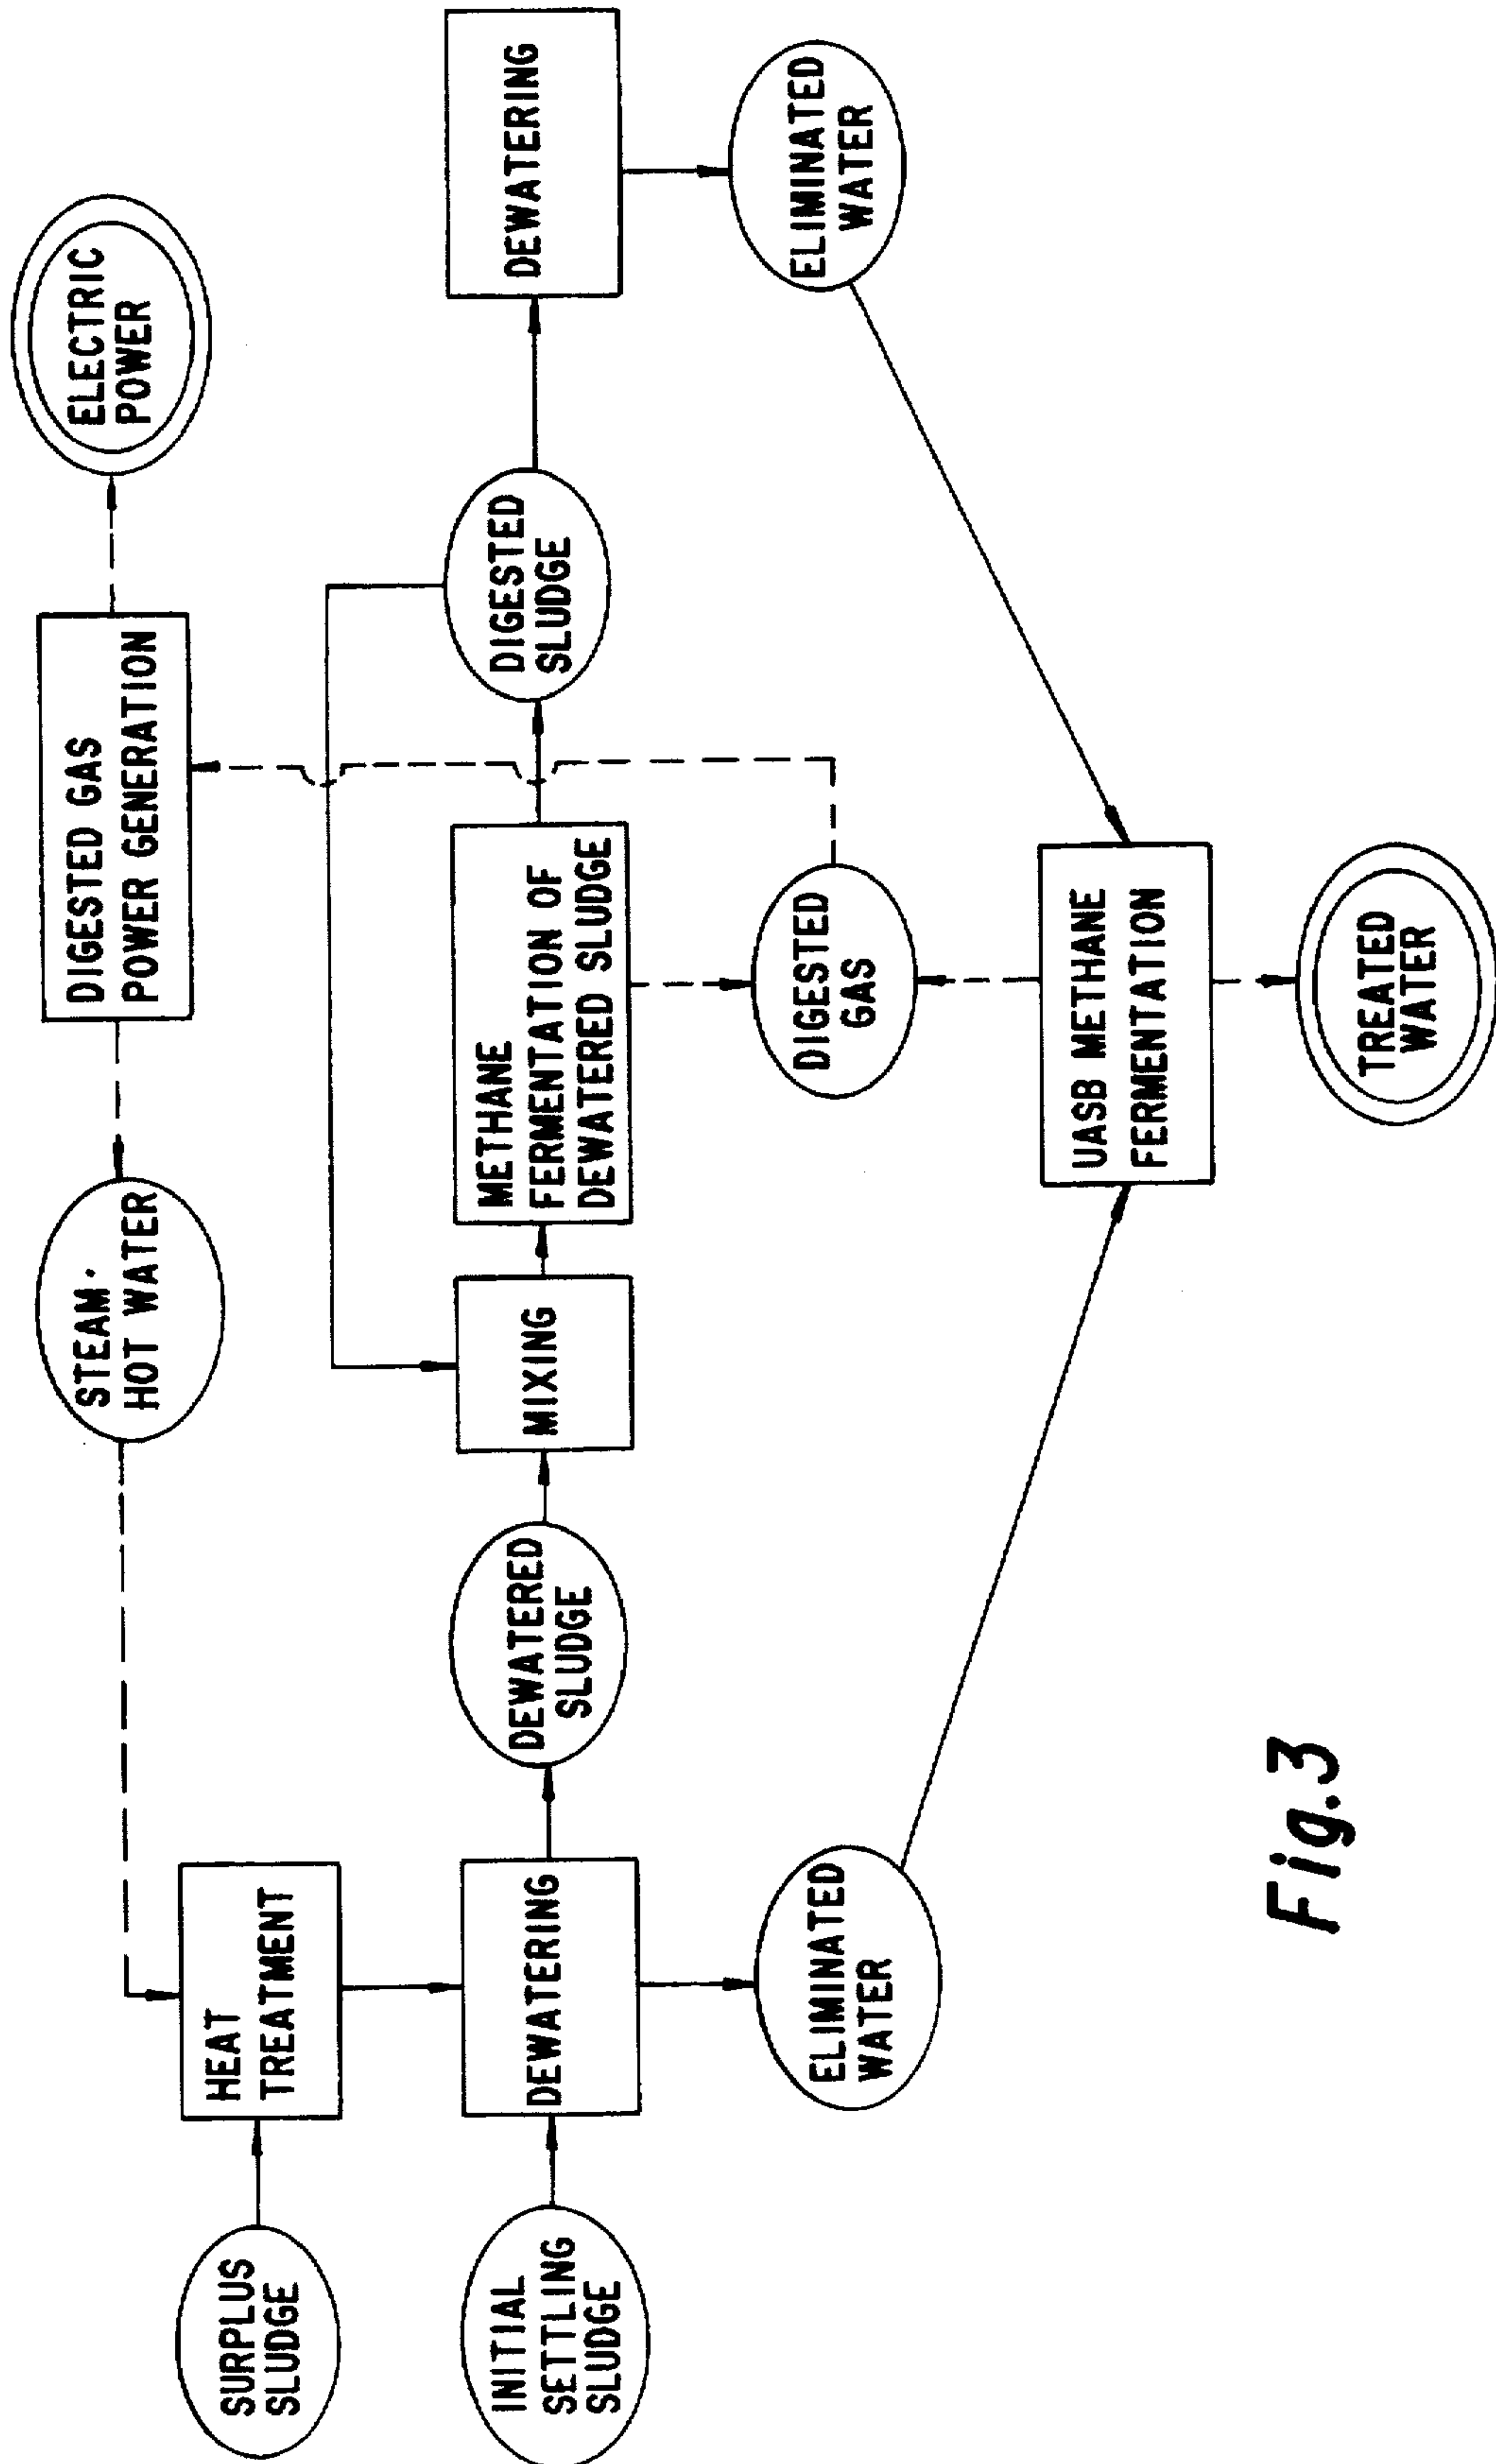 ELECTRIC
POWER
DIGESTED GAS
POWER GENERATION
STEAM·
HOT WATER
SURPLUS
SLUDGE
HEAT
TREATMENT
INITIAL
SETTLING
SLUDGE
DEWATERING
DEWATERED
SLUDGE
MIXING
METHANE
FERMENTATION OF
DEWATERED SLUDGE
DIGESTED
SLUDGE
DEWATERING
ELIMINATED
WATER
DIGESTED
GAS
ELIMINATED
WATER
UASB METHANE
FERMENTATION
TREATED
WATER
Fig.3